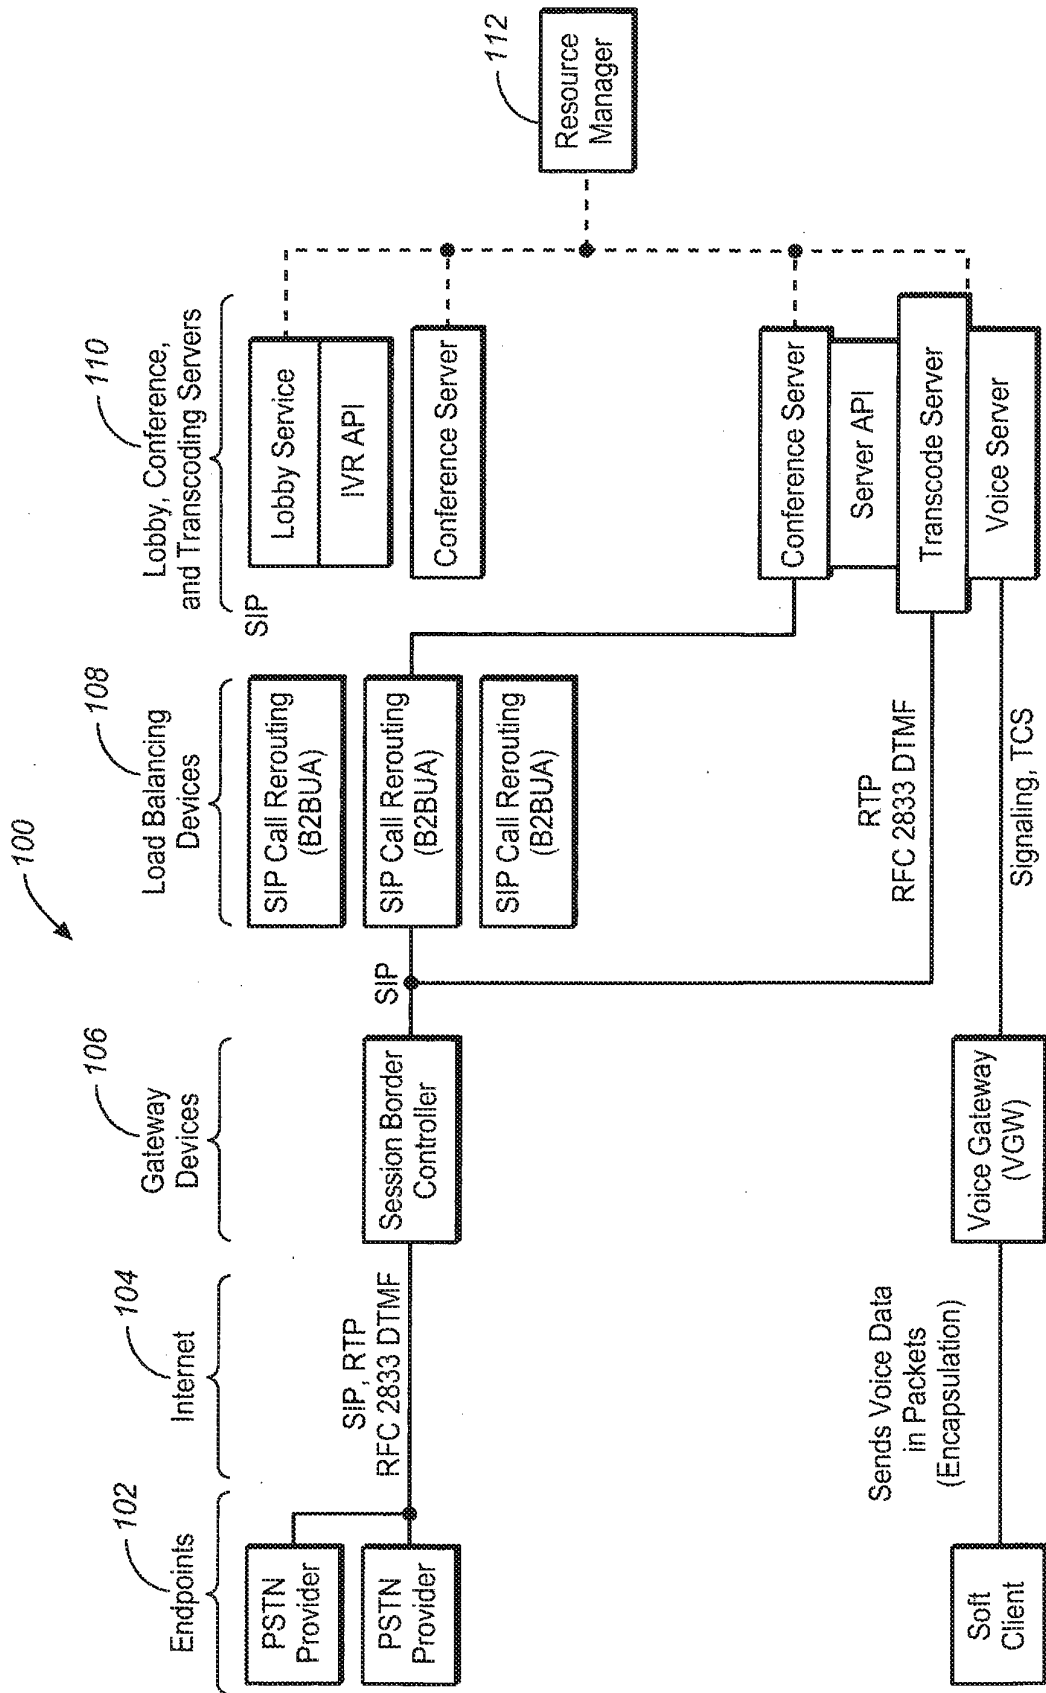 100
102
Endpoints
104
Internet
106
Gateway
Devices
108
Load Balancing
Devices
110
Lobby, Conference,
and Transcoding Servers
SIP
PSTN
Provider
PSTN
Provider
SIP, RTP
RFC 2833 DTMF
Session Border
Controller
SIP
SIP Call Rerouting
(B2BUA)
SIP Call Rerouting
(B2BUA)
SIP Call Rerouting
(B2BUA)
Lobby Service
IVR API
Conference Server
112
Resource
Manager
Conference Server
Server API
Transcode Server
Voice Server
RTP
RFC 2833 DTMF
Signaling, TCS
Soft
Client
Sends Voice Data
in Packets
(Encapsulation)
Voice Gateway
(VGW)